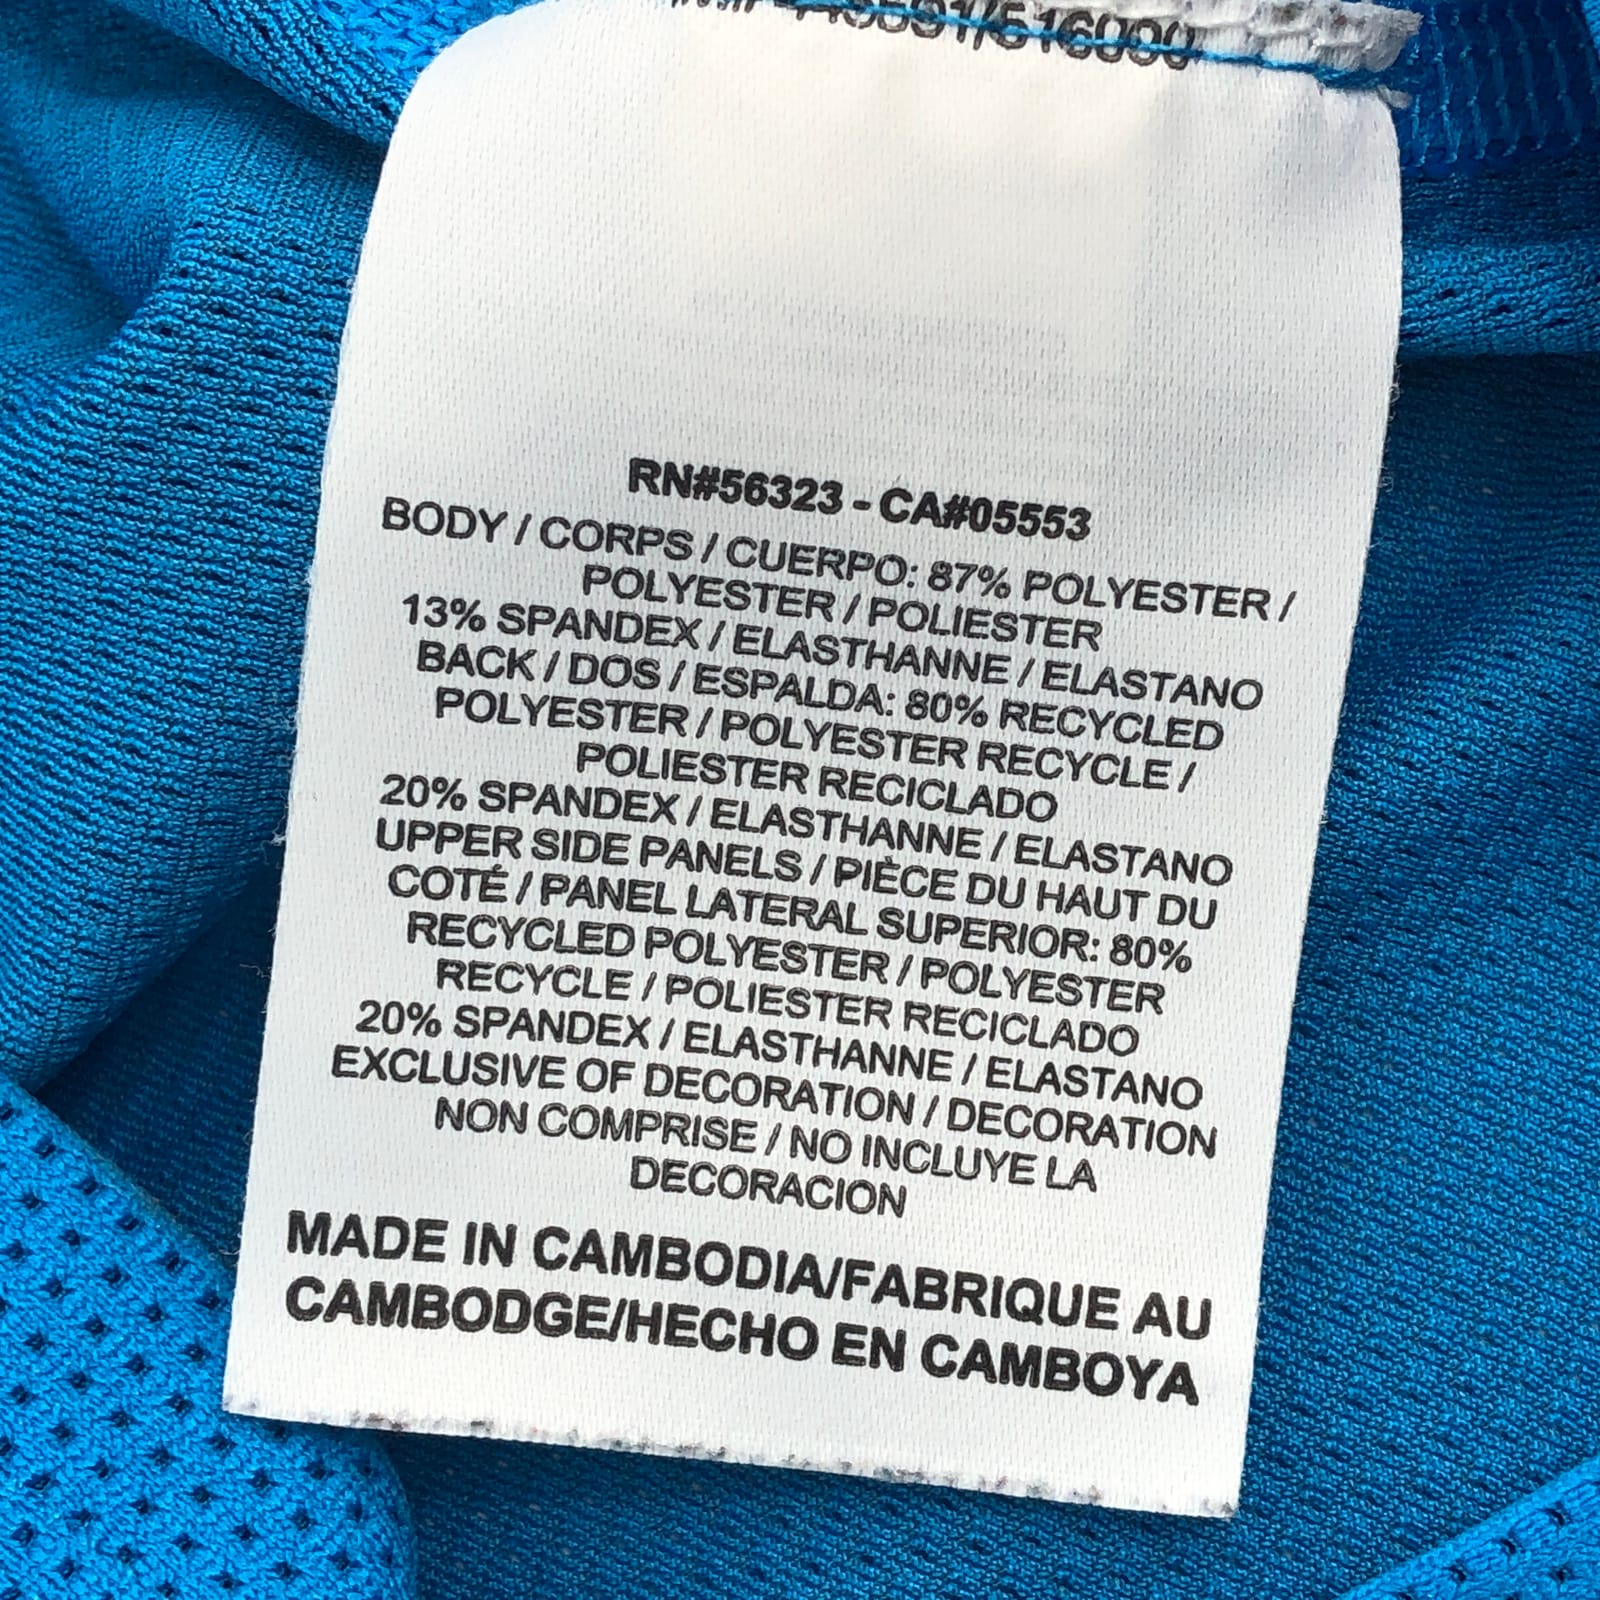 RN#56323 - CA#05553
BODY / CORPS / CUERPO: 87% POLYESTER /
POLYESTER / POLIESTER
13% SPANDEX / ELASTHANNE / ELASTANO
BACK / DOS / ESPALDA: 80% RECYCLED
POLYESTER / POLYESTER RECYCLE /
POLIESTER RECICLADO
20% SPANDEX / ELASTHANNE / ELASTANO
UPPER SIDE PANELS / PIÈCE DU HAUT DU
COTÉ / PANEL LATERAL SUPERIOR: 80%
RECYCLED POLYESTER / POLYESTER
RECYCLE / POLIESTER RECICLADO
20% SPANDEX / ELASTHANNE / ELASTANO
EXCLUSIVE OF DECORATION / DECORATION
NON COMPRISE / NO INCLUYE LA
DECORACION
MADE IN CAMBODIA/FABRIQUE AU
CAMBODGE/HECHO EN CAMBOYA